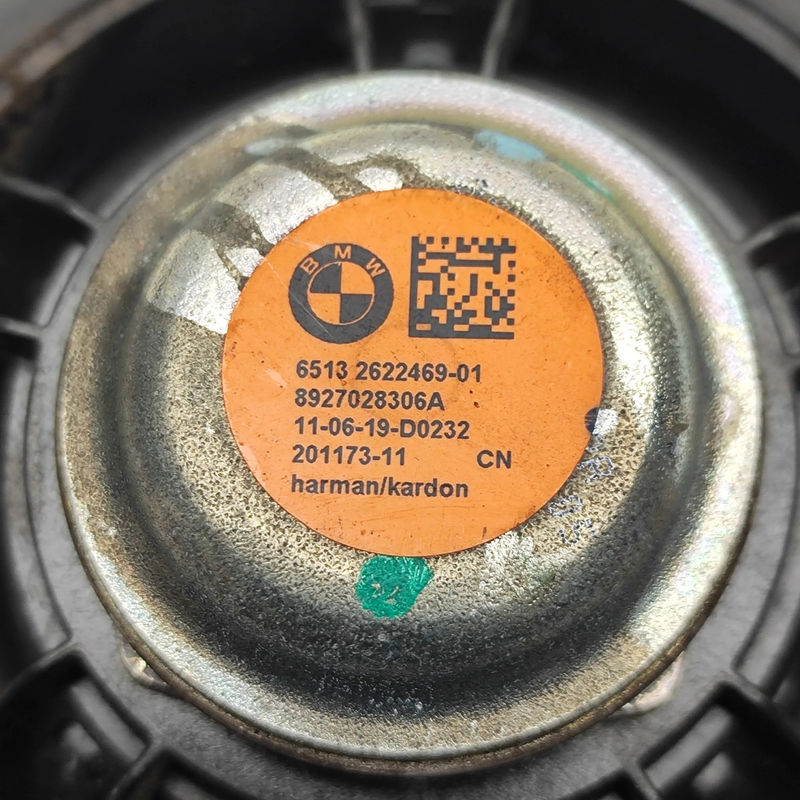 BMW
6513 2622469-01
8927028306A
11-06-19-D0232
201173-11 CN
harman/kardon